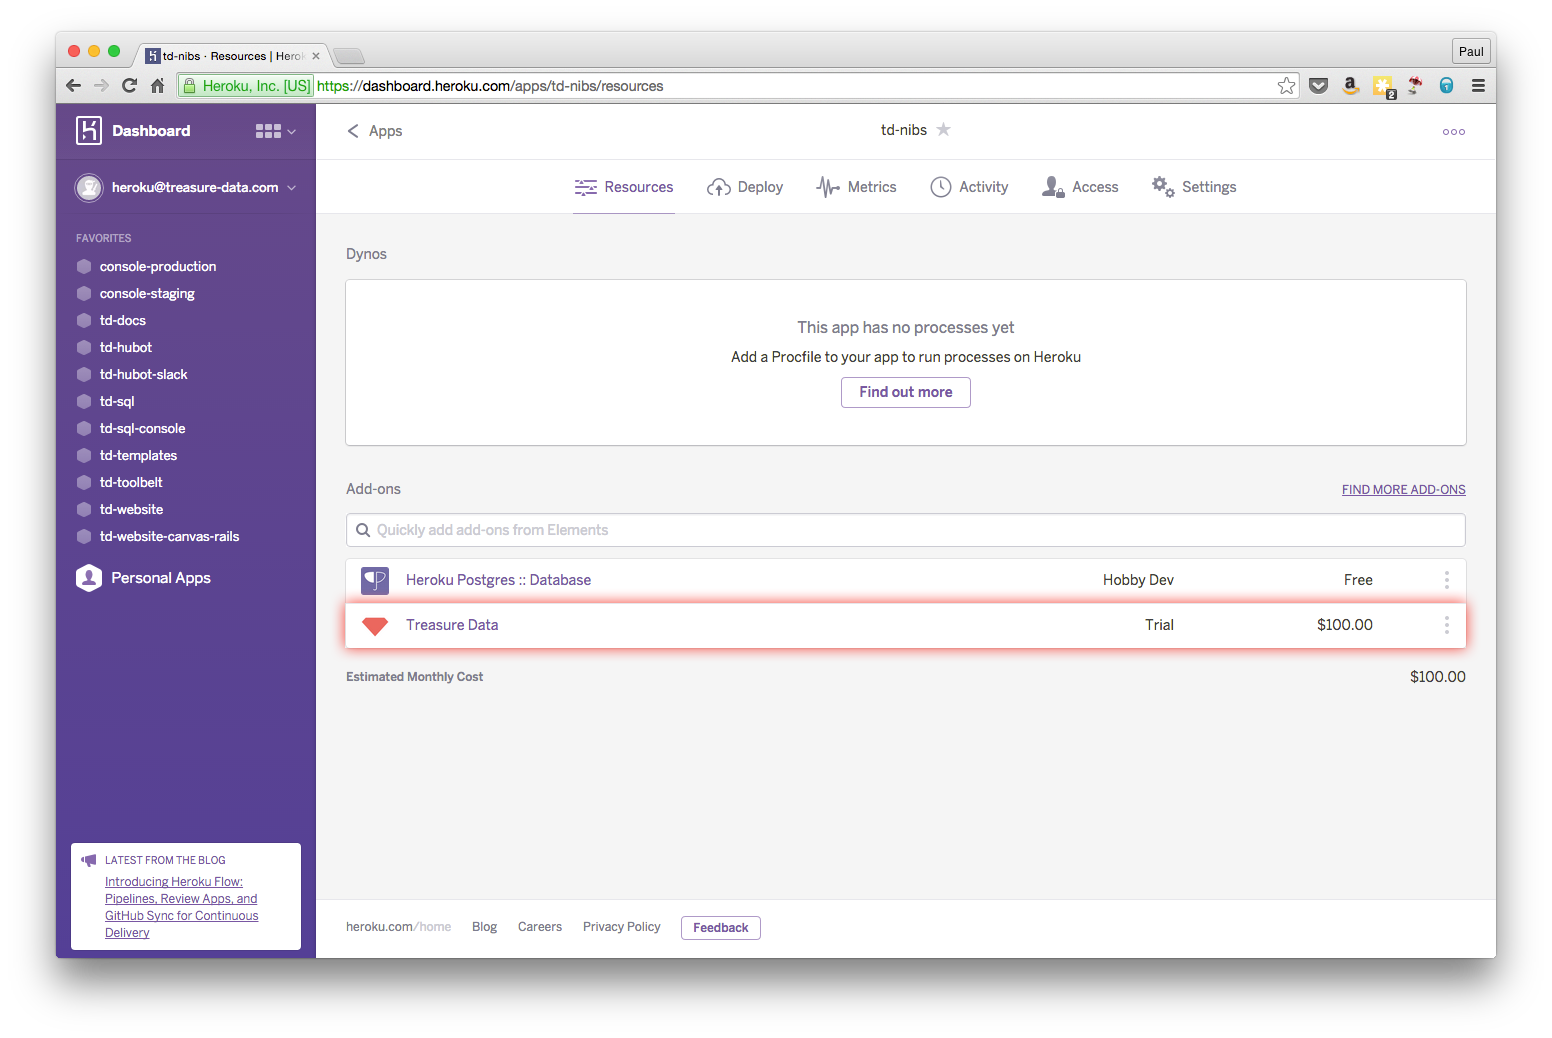 td-nibs · Resources | Hero
Paul
Heroku, Inc. [US] https://dashboard.heroku.com/apps/td-nibs/resources
2
Dashboard
heroku@treasure-data.com
FAVORITES
console-production
console-staging
td-docs
td-hubot
td-hubot-slack
td-sql
td-sql-console
td-templates
td-toolbelt
td-website
td-website-canvas-rails
Personal Apps
LATEST FROM THE BLOG
Introducing Heroku Flow:
Pipelines, Review Apps, and
GitHub Sync for Continuous
Delivery
Apps
td-nibs
Resources Deploy Metrics Activity Access Settings
Dynos
This app has no processes yet
Add a Procfile to your app to run processes on Heroku
Find out more
Add-ons
FIND MORE ADD-ONS
Quickly add add-ons from Elements
Heroku Postgres :: Database Hobby Dev Free
Treasure Data Trial $100.00
Estimated Monthly Cost $100.00
heroku.com/home Blog Careers Privacy Policy Feedback